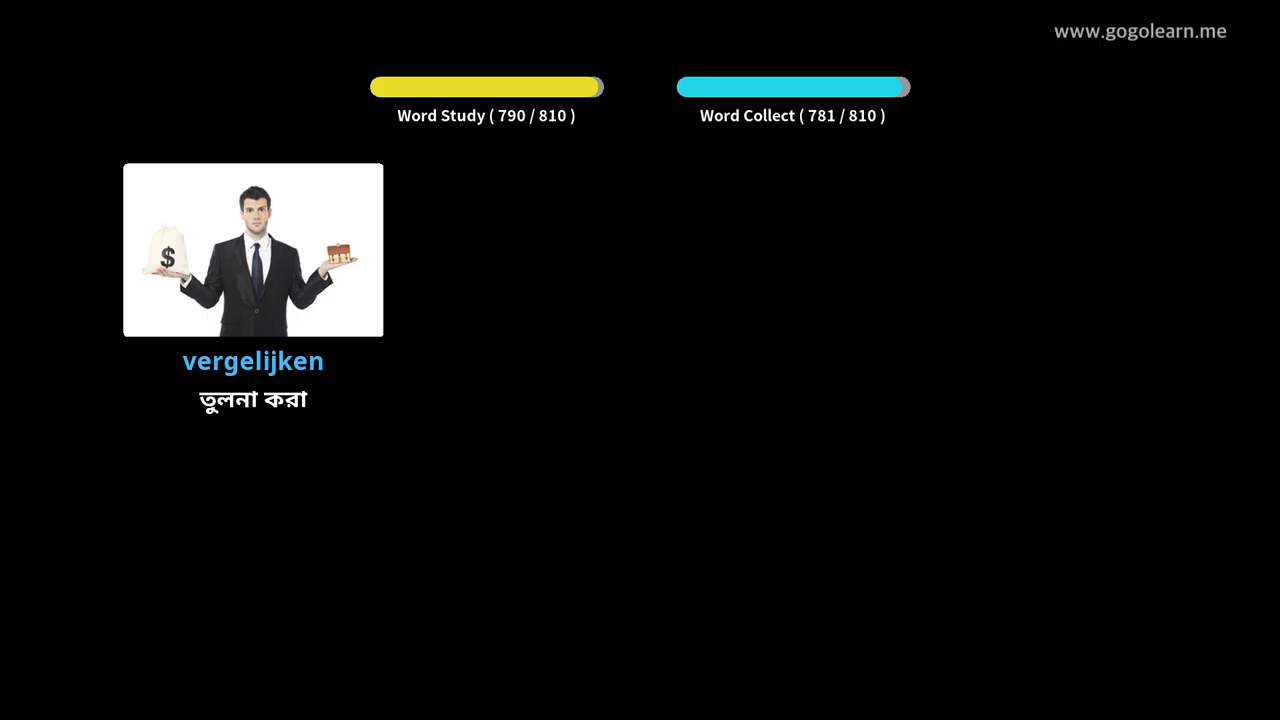 www.gogolearn.me
Word Study ( 790 / 810 )
Word Collect ( 781 / 810 )
$
vergelijken
তুলনা করা